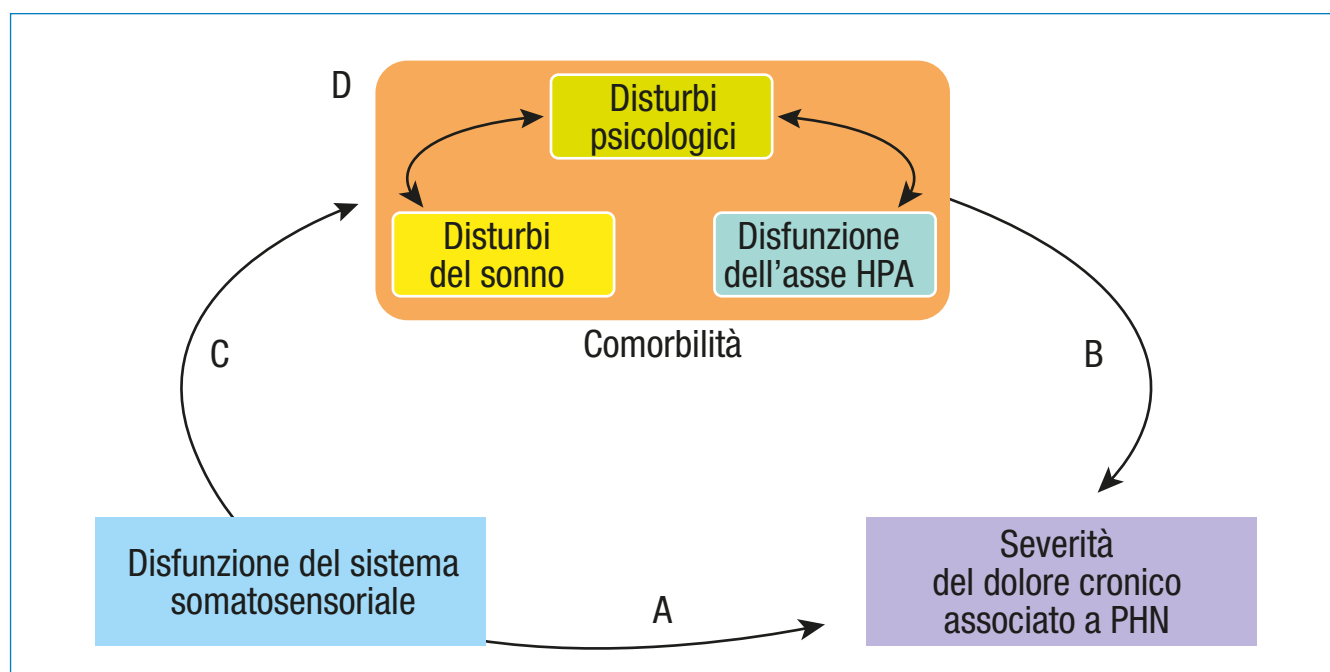 D
Disturbi
psicologici
Disturbi
del sonno
Disfunzione
dell'asse HPA
Comorbilità
C
B
Disfunzione del sistema
somatosensoriale
A
Severità
del dolore cronico
associato a PHN